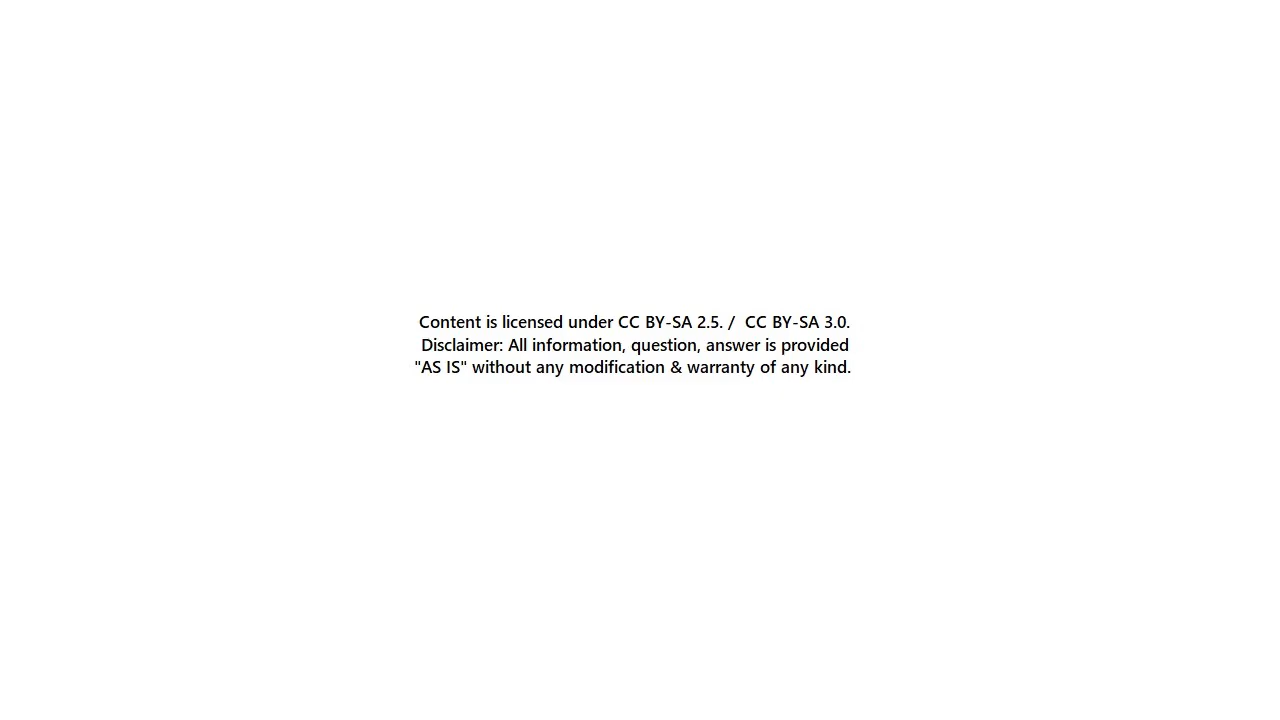 Content is licensed under CC BY-SA 2.5. /  CC BY-SA 3.0.
Disclaimer: All information, question, answer is provided
"AS IS" without any modification & warranty of any kind.